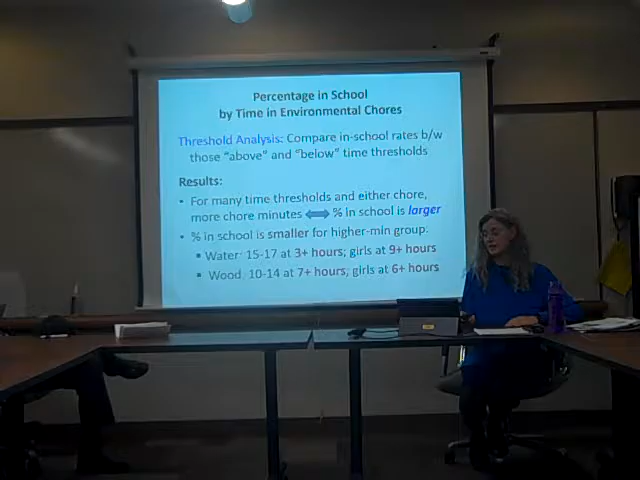 Percentage in School
by Time in Environmental Chores
Threshold Analysis: Compare in-school rates b/w
those "above" and "below" time thresholds
Results:
• For many time thresholds and either chore,
more chore minutes ⟺ % in school is larger
• % in school is smaller for higher-min group:
▪ Water: 15-17 at 3+ hours; girls at 9+ hours
▪ Wood: 10-14 at 7+ hours; girls at 6+ hours